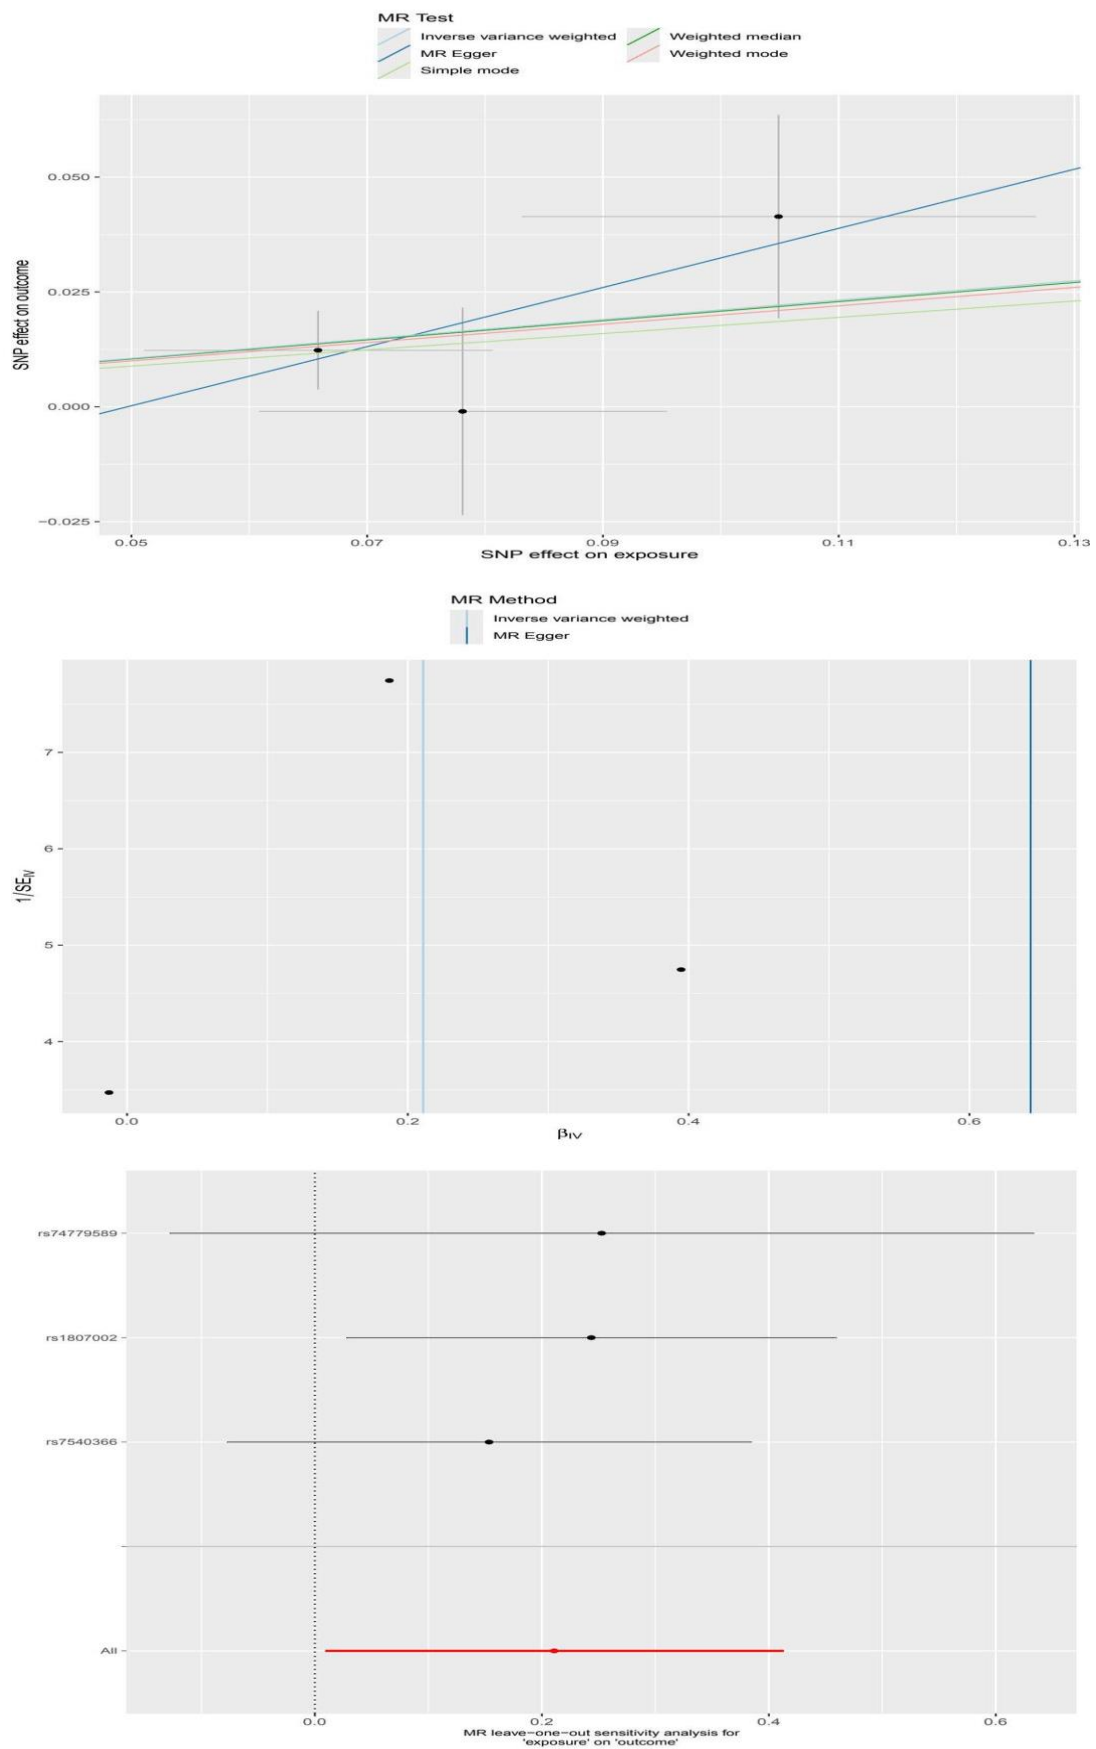 MR Test
Inverse variance weighted Weighted median
MR Egger Weighted mode
Simple mode
0.050
0.025
0.000
−0.025
SNP effect on outcome
0.05 0.07 0.09 0.11 0.13
SNP effect on exposure
MR Method
Inverse variance weighted
MR Egger
7
6
5
4
1/SEIV
0.0 0.2 0.4 0.6
βIV
rs74779589
rs1807002
rs7540366
All
0.0 0.2 0.4 0.6
MR leave−one−out sensitivity analysis for
'exposure' on 'outcome'